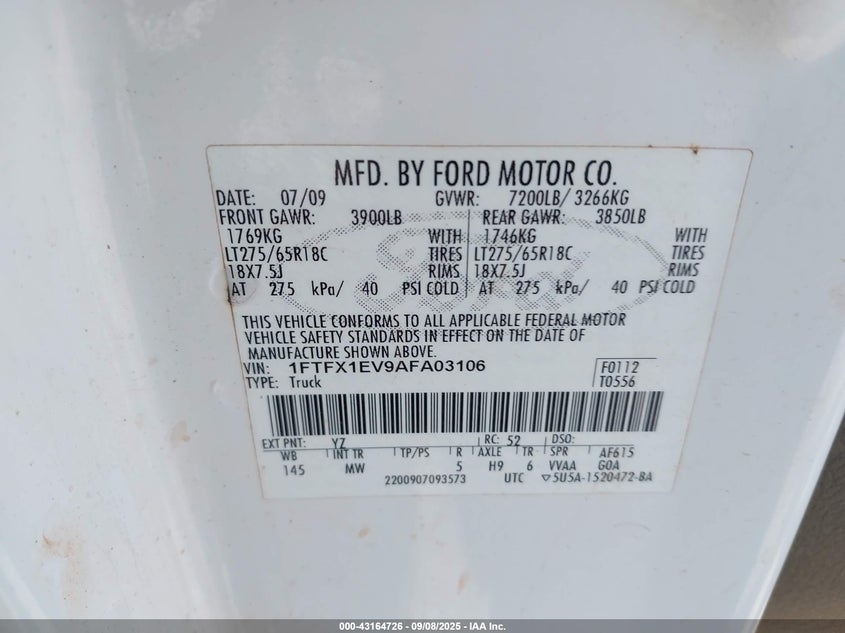 MFD. BY FORD MOTOR CO.
DATE: 07/09 GVWR: 7200LB/ 3266KG
FRONT GAWR: 3900LB REAR GAWR: 3850LB
1769KG WITH 1746KG WITH
LT275/65R18C TIRES LT275/65R18C TIRES
18X7.5J RIMS 18X7.5J RIMS
AT 275 kPa/ 40 PSI COLD AT 275 kPa/ 40 PSI COLD
Ford
THIS VEHICLE CONFORMS TO ALL APPLICABLE FEDERAL MOTOR
VEHICLE SAFETY STANDARDS IN EFFECT ON THE DATE OF
MANUFACTURE SHOWN ABOVE.
VIN: 1FTFX1EV9AFA03106 F0112
TYPE: Truck T0556
EXT PNT: YZ RC: 52 DSO:
WB INT TR TP/PS R AXLE TR SPR AF615
145 MW 5 H9 6 VVAA GOA
2200907093573 UTC ▽5U5A-1520472-BA
000-43164726 - 09/08/2025 - IAA Inc.